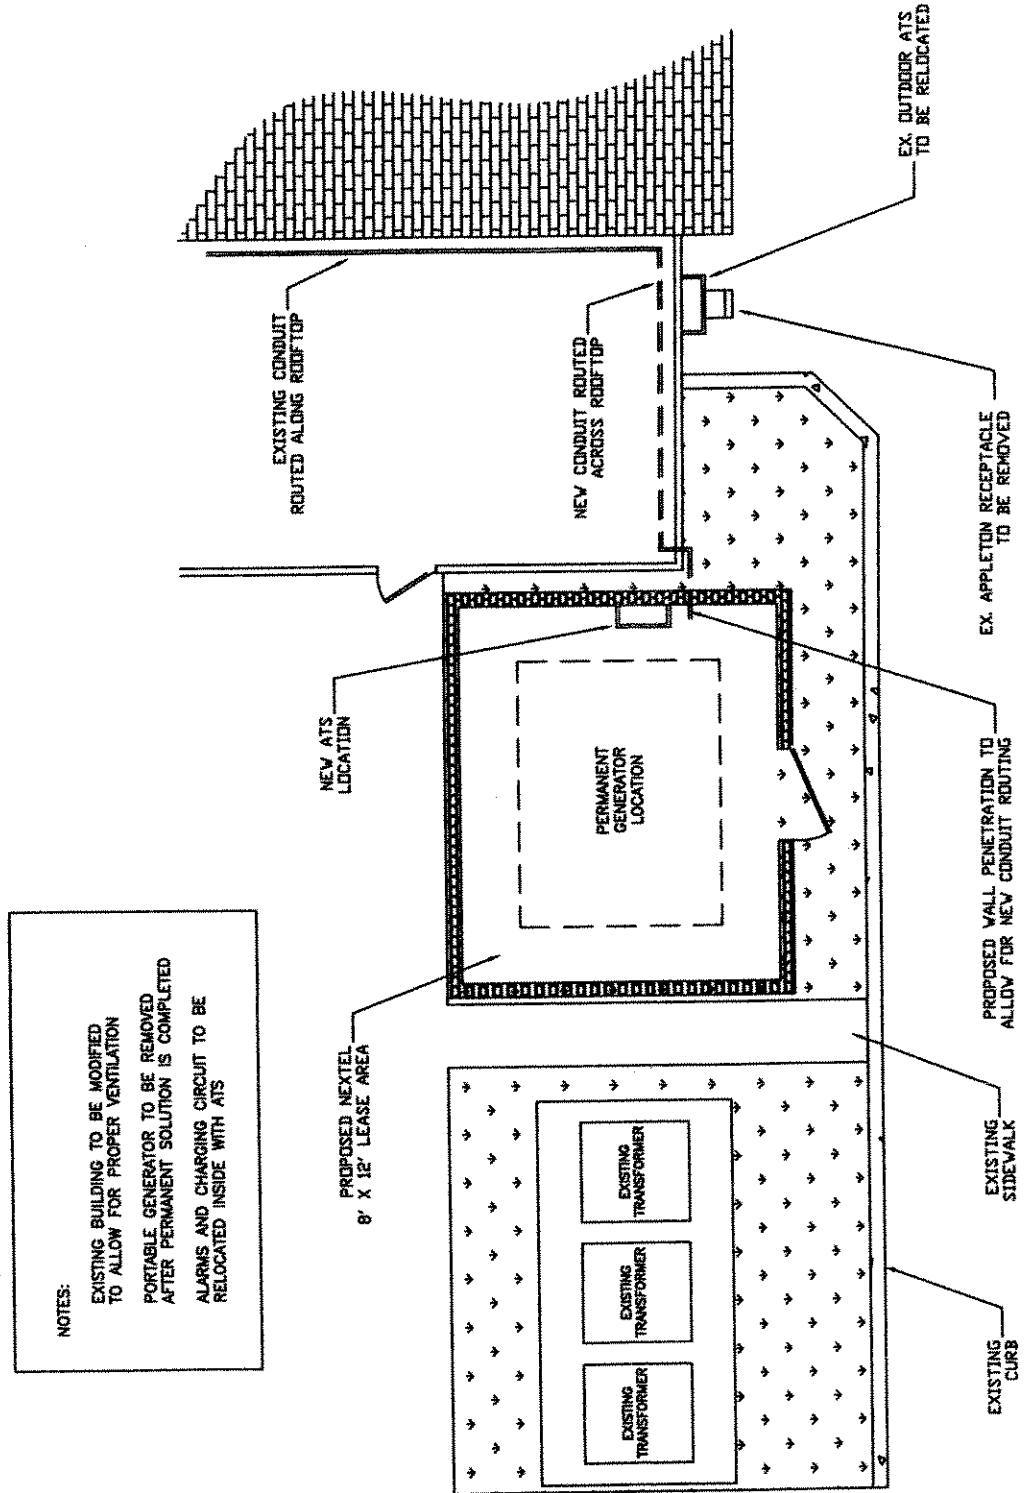 NOTES:
EXISTING BUILDING TO BE MODIFIED
TO ALLOW FOR PROPER VENTILATION
PORTABLE GENERATOR TO BE REMOVED
AFTER PERMANENT SOLUTION IS COMPLETED
ALARMS AND CHARGING CIRCUIT TO BE
RELOCATED INSIDE WITH ATS
EXISTING CONDUIT
ROUTED ALONG ROOFTOP
NEW ATS
LOCATION
PROPOSED NEXTEL
8' X 12' LEASE AREA
NEW CONDUIT ROUTED
ACROSS ROOFTOP
PERMANENT
GENERATOR
LOCATION
EXISTING
TRANSFORMER
EXISTING
TRANSFORMER
EXISTING
TRANSFORMER
EX. OUTDOOR ATS
TO BE RELOCATED
EX. APPLETON RECEPTACLE
TO BE REMOVED
PROPOSED WALL PENETRATION TO
ALLOW FOR NEW CONDUIT ROUTING
EXISTING
SIDEWALK
EXISTING
CURB